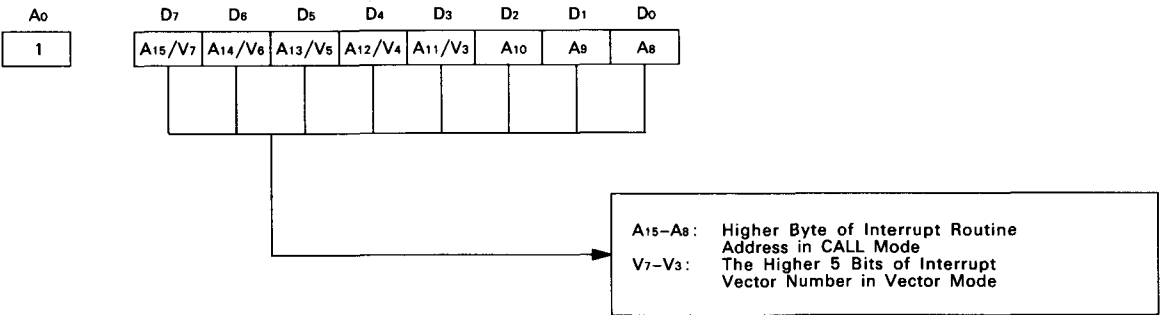 A0 D7 D6 D5 D4 D3 D2 D1 D0
1 A15/V7 A14/V6 A13/V5 A12/V4 A11/V3 A10 A9 A8
A15-A8: Higher Byte of Interrupt Routine
Address in CALL Mode
V7-V3: The Higher 5 Bits of Interrupt
Vector Number in Vector Mode